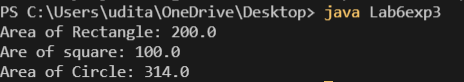 PS C:\Users\udita\OneDrive\Desktop> java Lab6exp3
Area of Rectangle: 200.0
Are of square: 100.0
Area of Circle: 314.0